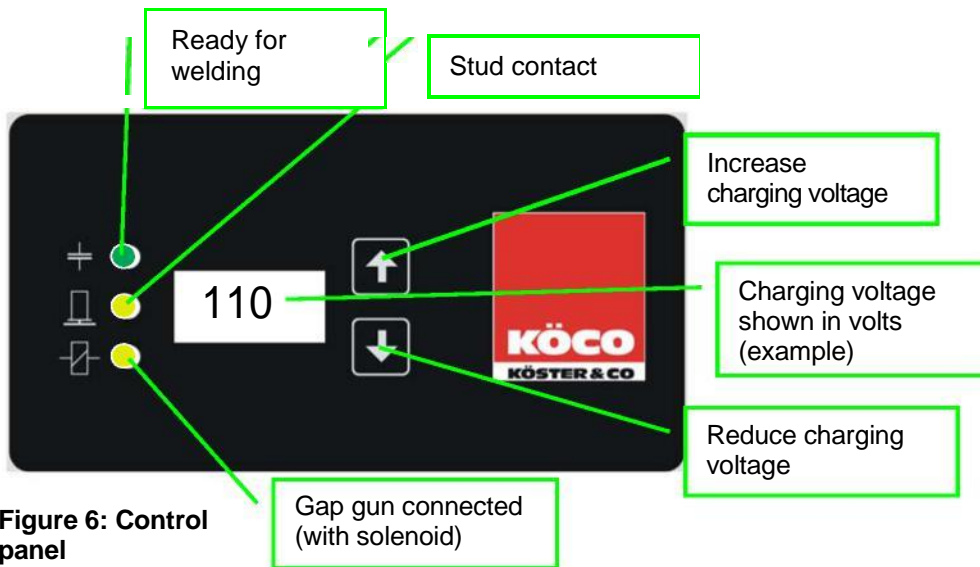 Ready for
welding
Stud contact
Increase
charging voltage
110
Charging voltage
shown in volts
(example)
KÖCO
KÖSTER & CO
Reduce charging
voltage
Gap gun connected
(with solenoid)
Figure 6: Control
panel